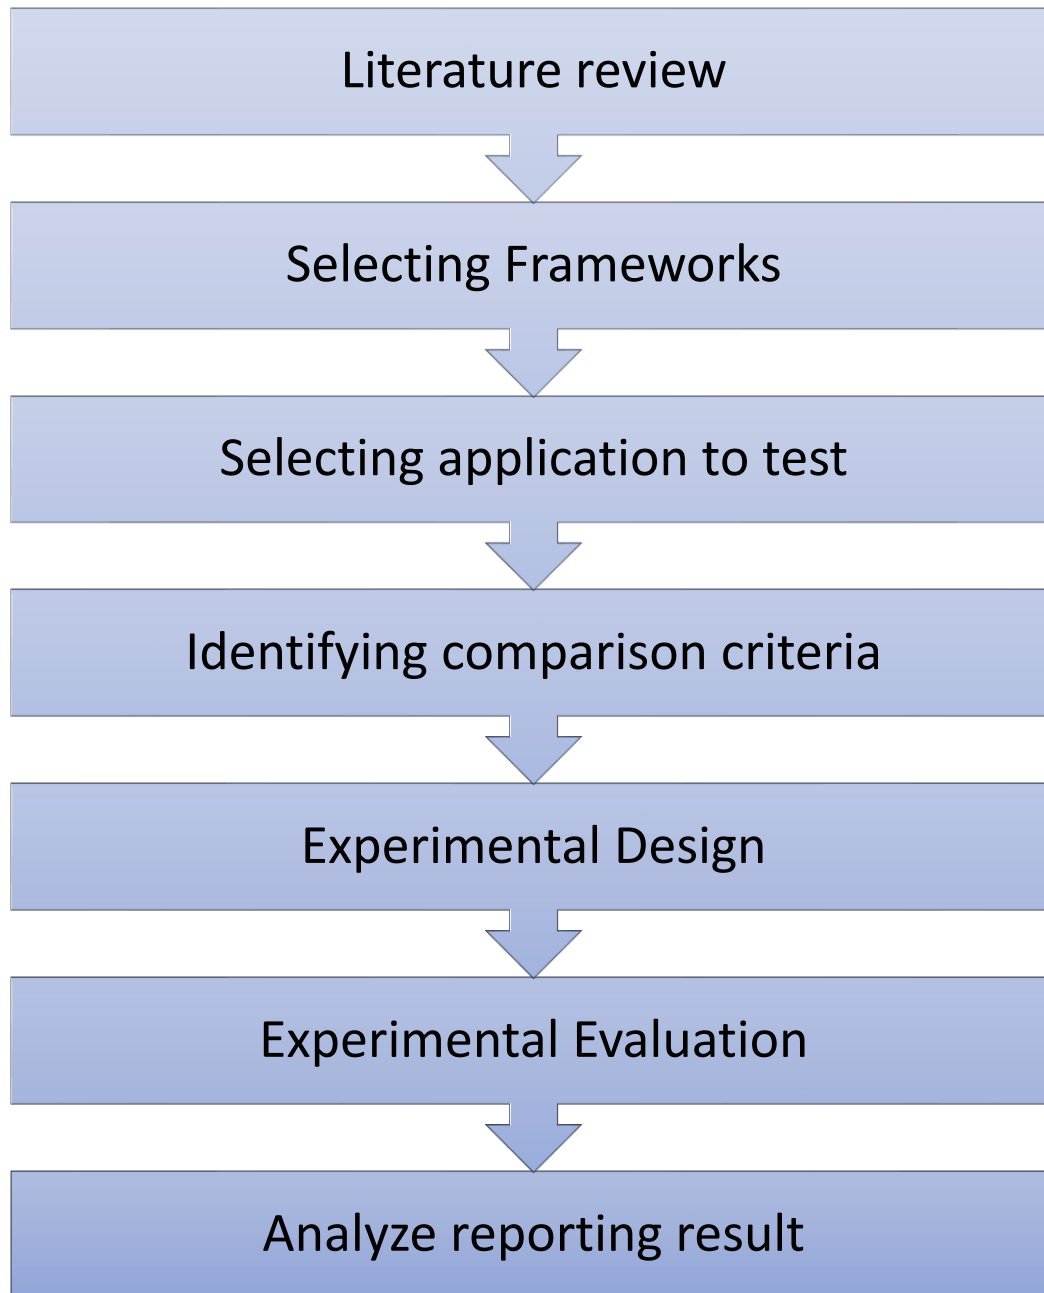 Literature review
Selecting Frameworks
Selecting application to test
Identifying comparison criteria
Experimental Design
Experimental Evaluation
Analyze reporting result